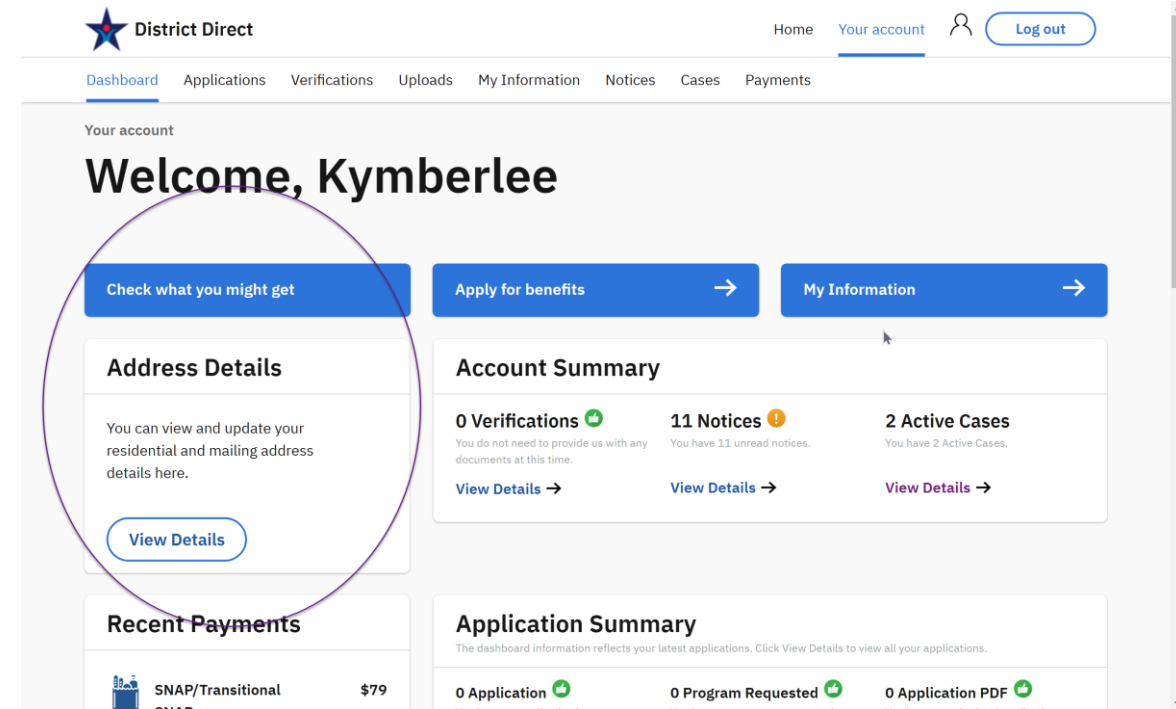 District Direct
Home Your account Log out
Dashboard Applications Verifications Uploads My Information Notices Cases Payments
Your account
Welcome, Kymberlee
Check what you might get
Apply for benefits
My Information
Address Details
You can view and update your
residential and mailing address
details here.
View Details
Account Summary
0 Verifications
You do not need to provide us with any
documents at this time.
View Details
11 Notices
You have 11 unread notices.
View Details
2 Active Cases
You have 2 Active Cases.
View Details
Recent Payments
SNAP/Transitional $79
Application Summary
The dashboard information reflects your latest applications. Click View Details to view all your applications.
0 Application
0 Program Requested
0 Application PDF